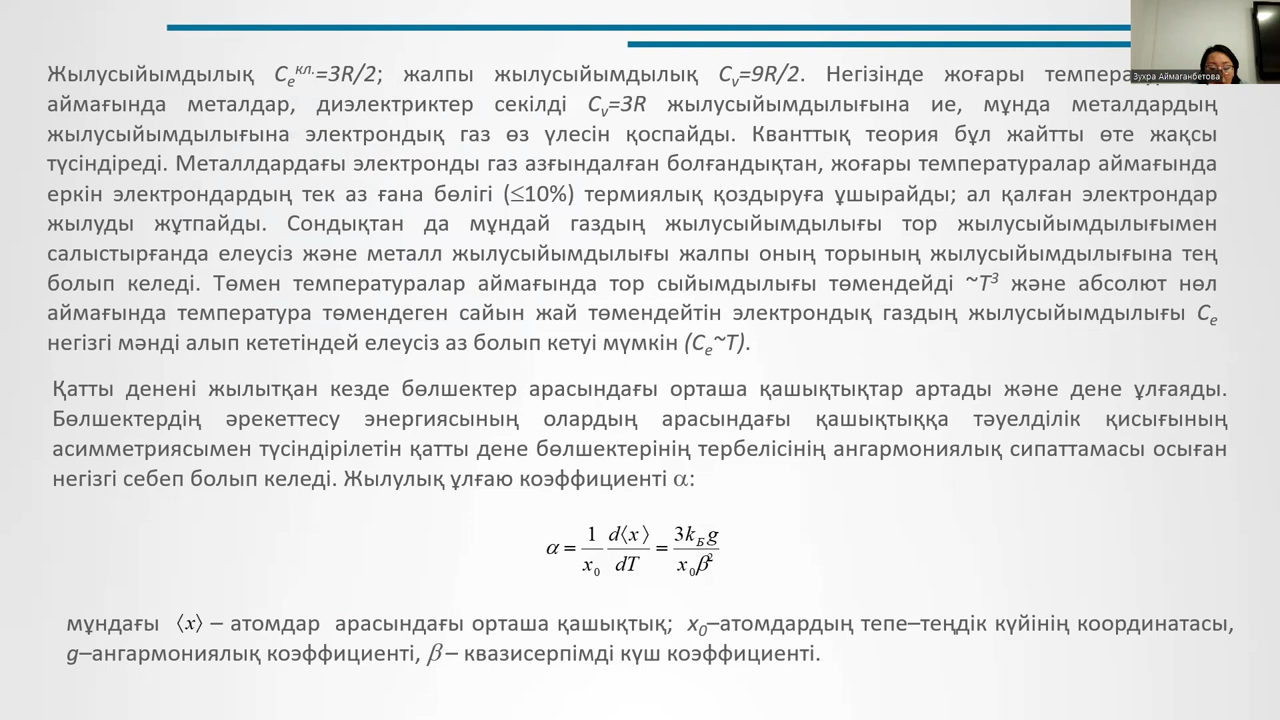 Зухра Аймаганбетова
Жылусыйымдылық Cₑᵏˡ·=3R/2; жалпы жылусыйымдылық Cᵥ=9R/2. Негізінде жоғары
аймағында металдар, диэлектриктер секілді Cᵥ=3R жылусыйымдылығына ие, мұнда металдардың
жылусыйымдылығына электрондық газ өз үлесін қоспайды. Кванттық теория бұл жайтты өте жақсы
түсіндіреді. Металлдардағы электронды газ азғындалған болғандықтан, жоғары температуралар аймағында
еркін электрондардың тек аз ғана бөлігі (≤10%) термиялық қоздыруға ұшырайды; ал қалған электрондар
жылуды жұтпайды. Сондықтан да мұндай газдың жылусыйымдылығы тор жылусыйымдылығымен
салыстырғанда елеусіз және металл жылусыйымдылығы жалпы оның торының жылусыйымдылығына тең
болып келеді. Төмен температуралар аймағында тор сыйымдылығы төмендейді ~T³ және абсолют нөл
аймағында температура төмендеген сайын жай төмендейтін электрондық газдың жылусыйымдылығы Cₑ
негізгі мәнді алып кететіндей елеусіз аз болып кетуі мүмкін (Cₑ~T).
Қатты денені жылытқан кезде бөлшектер арасындағы орташа қашықтықтар артады және дене ұлғаяды.
Бөлшектердің әрекеттесу энергиясының олардың арасындағы қашықтыққа тәуелділік қисығының
асимметриясымен түсіндірілетін қатты дене бөлшектерінің тербелісінің ангармониялық сипаттамасы осыған
негізгі себеп болып келеді. Жылулық ұлғаю коэффициенті α:
α = 1/x₀ d⟨x⟩/dT = 3k_Б g/x₀β²
мұндағы ⟨x⟩ – атомдар арасындағы орташа қашықтық; x₀–атомдардың тепе–теңдік күйінің координатасы,
g–ангармониялық коэффициенті, β – квазисерпімді күш коэффициенті.